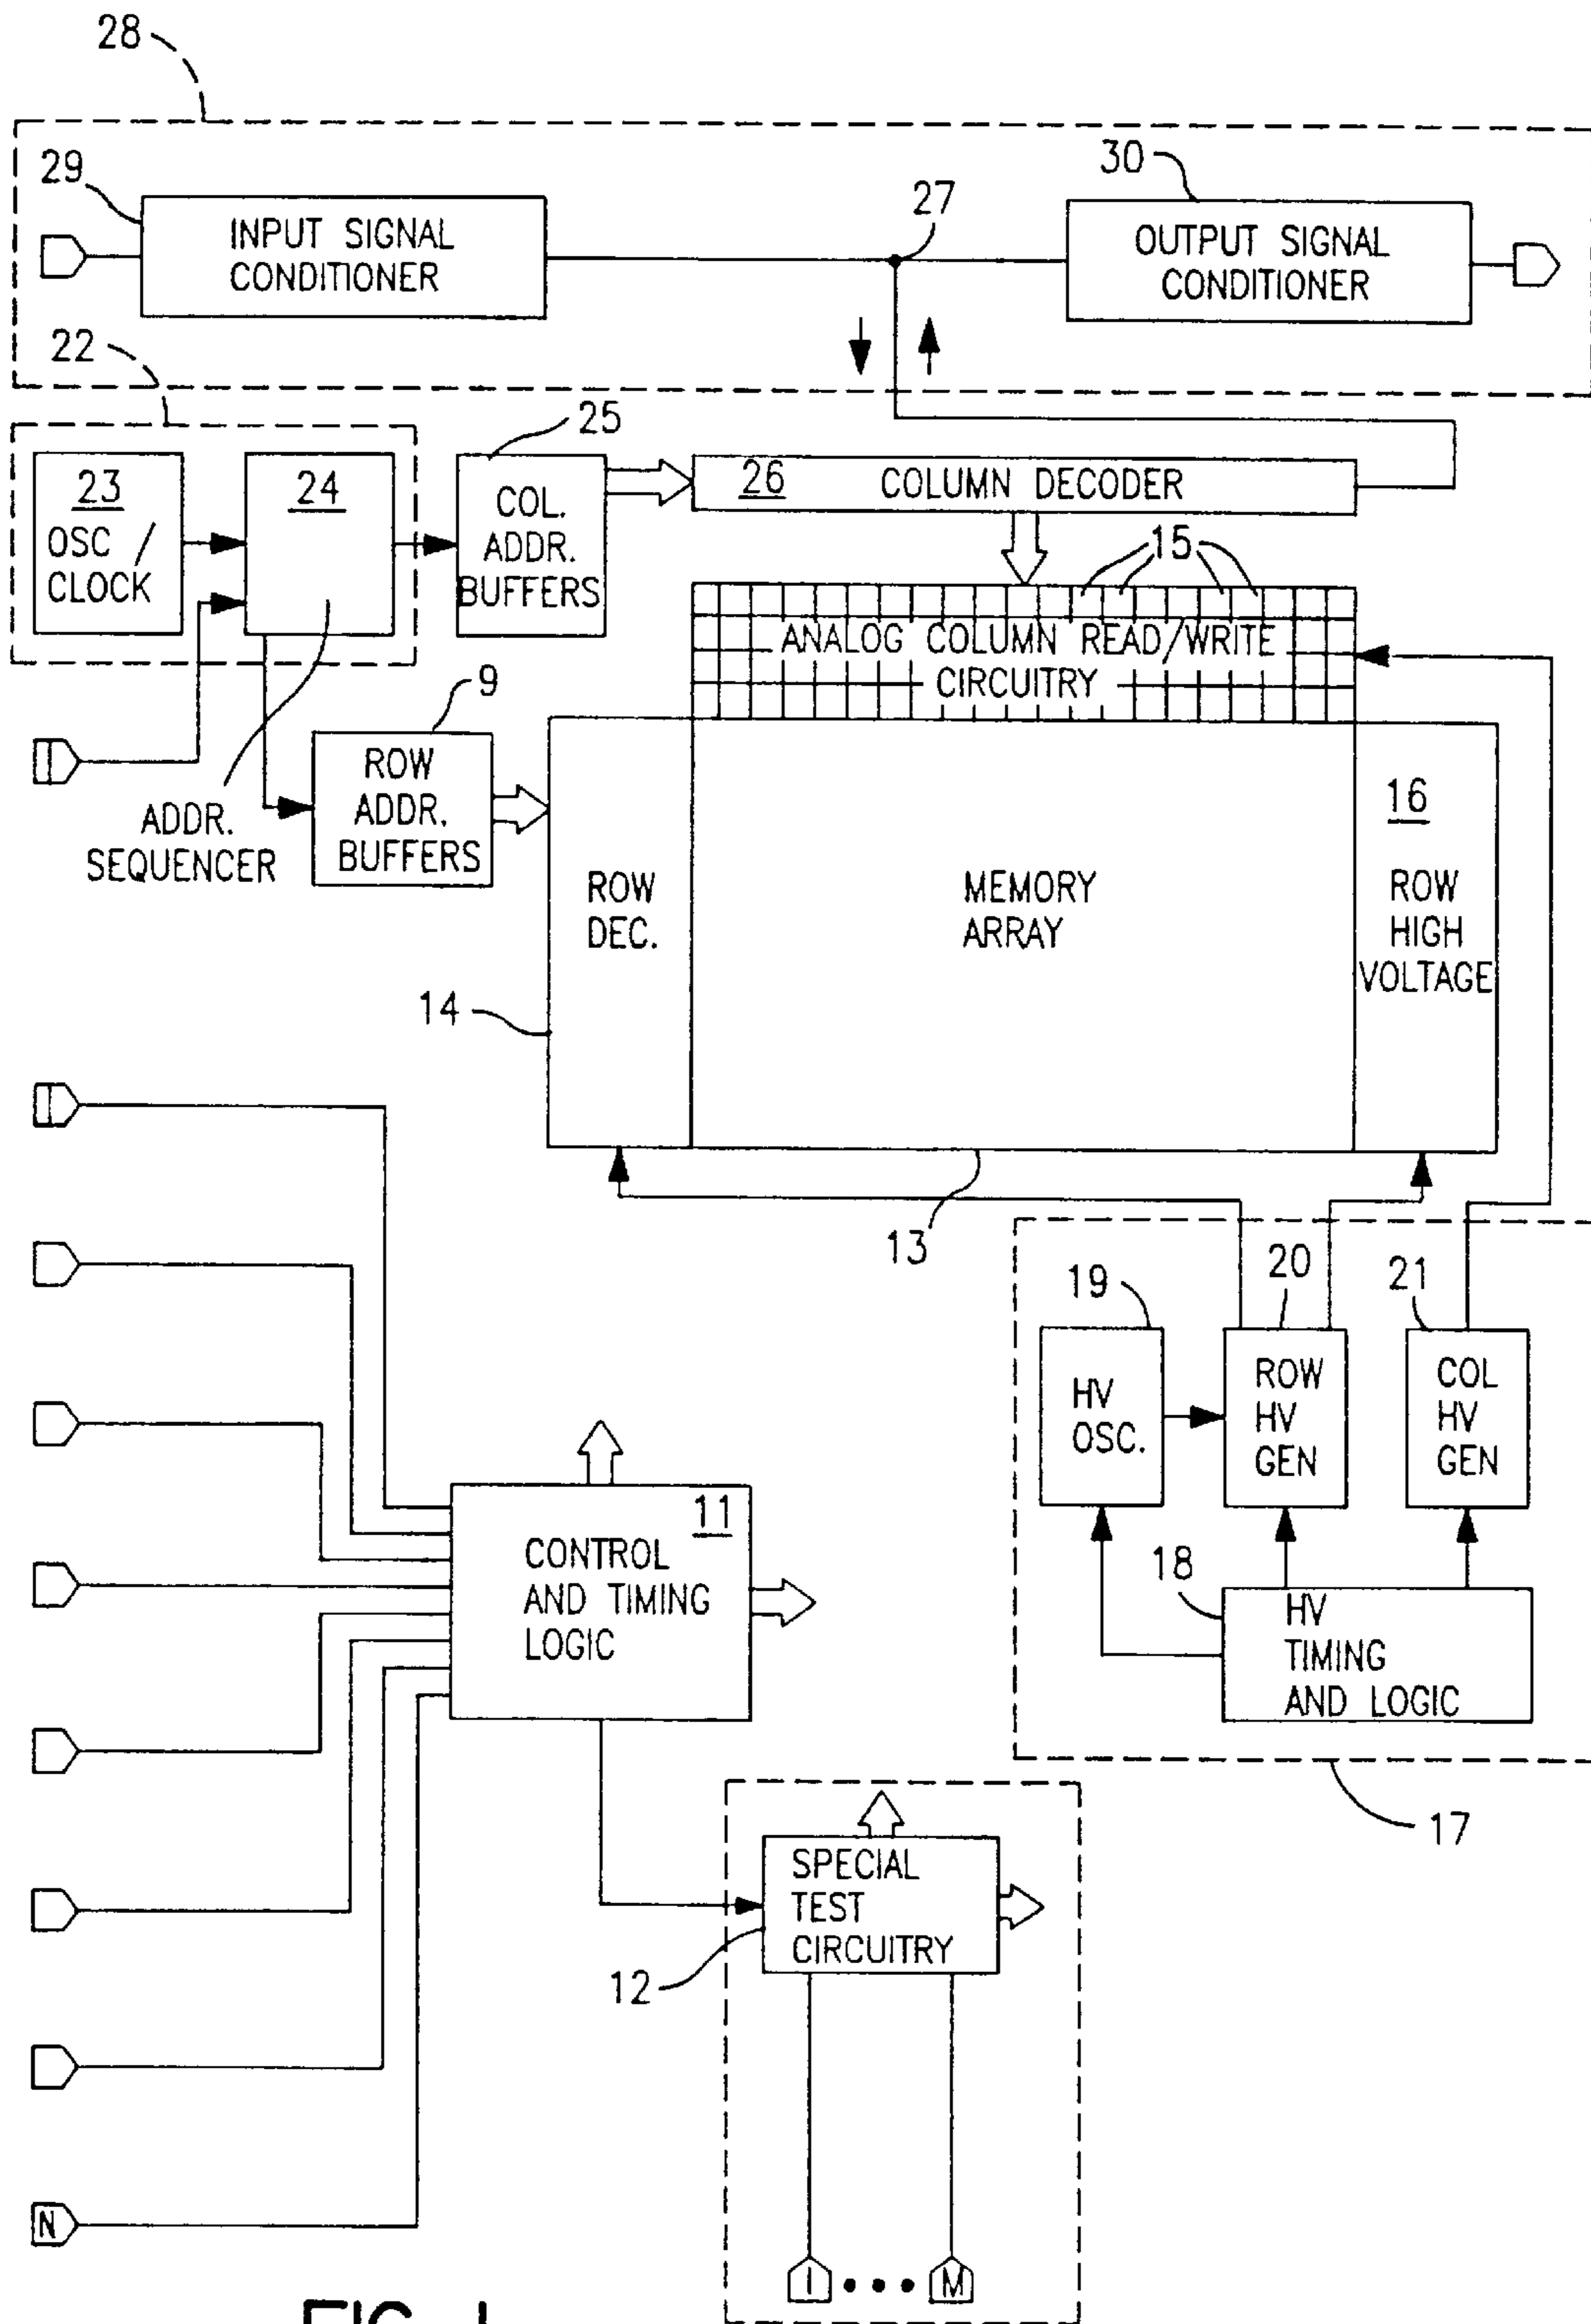 28
29
INPUT SIGNAL
CONDITIONER
27
30
OUTPUT SIGNAL
CONDITIONER
22
23
OSC /
CLOCK
24
25
COL.
ADDR.
BUFFERS
26 COLUMN DECODER
15
ANALOG COLUMN READ/WRITE
CIRCUITRY
ADDR.
SEQUENCER
9
ROW
ADDR.
BUFFERS
ROW
DEC.
14
MEMORY
ARRAY
13
16
ROW
HIGH
VOLTAGE
19
HV
OSC.
20
ROW
HV
GEN
21
COL
HV
GEN
18
HV
TIMING
AND LOGIC
17
11
CONTROL
AND TIMING
LOGIC
SPECIAL
TEST
CIRCUITRY
12
N
I • • • M
FIG. 1